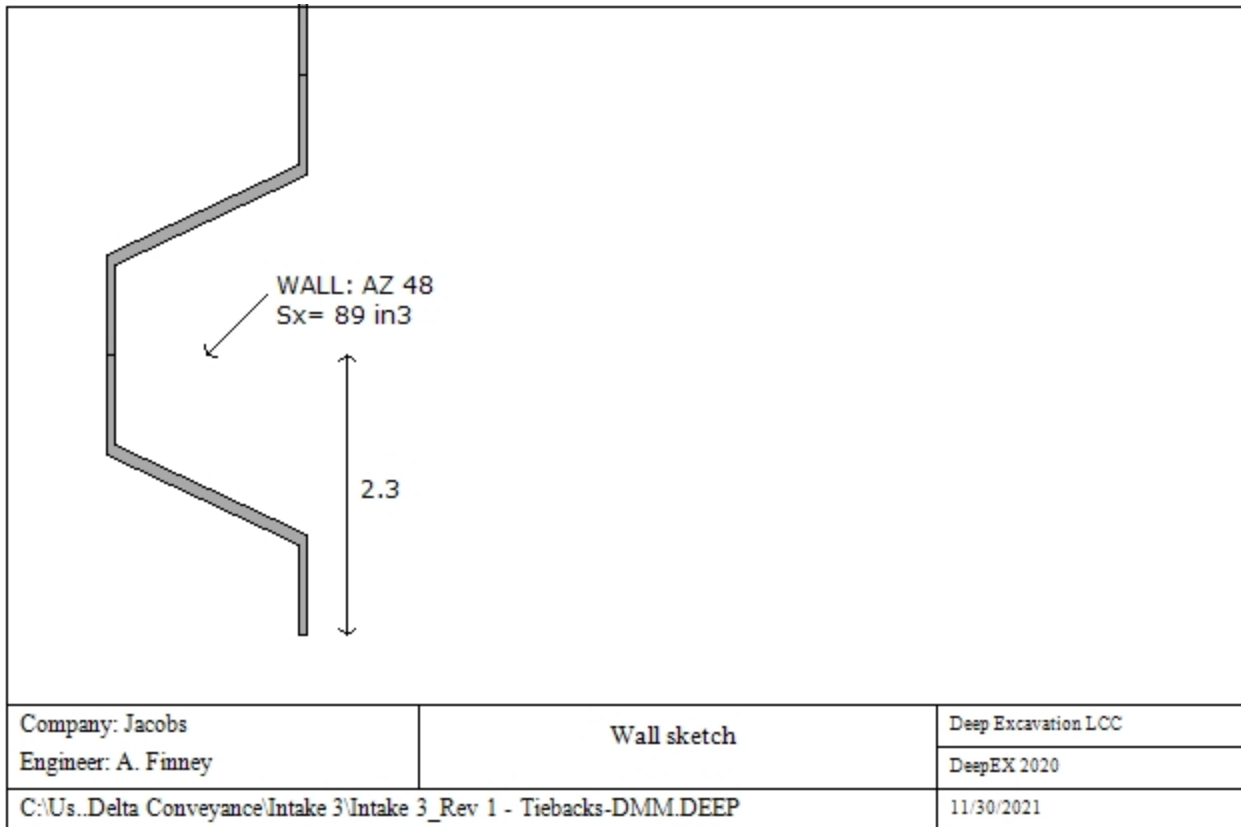 WALL: AZ 48
Sx= 89 in3
2.3
Company: Jacobs
Engineer: A. Finney
Wall sketch
Deep Excavation LCC
DeepEX 2020
C:\Us..Delta Conveyance\Intake 3\Intake 3_Rev 1 - Tiebacks-DMM.DEEP
11/30/2021